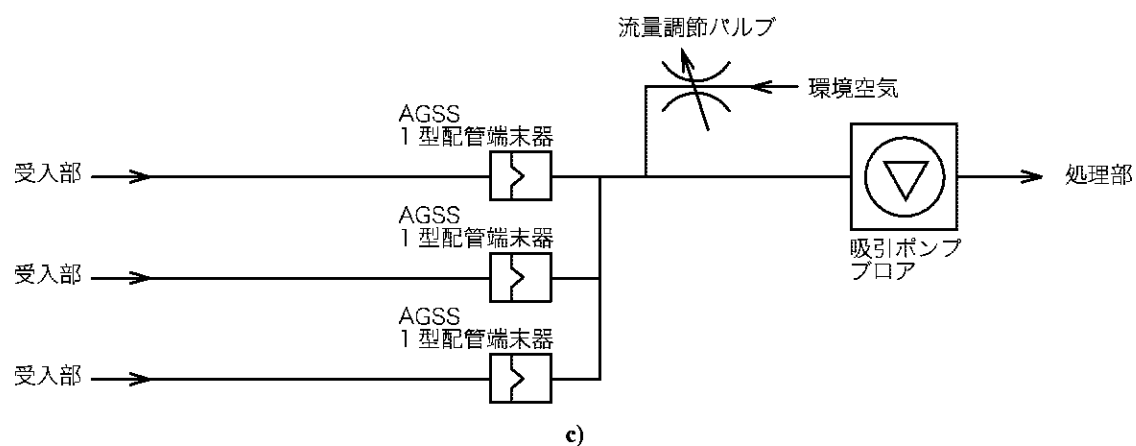 流量調節バルブ
環境空気
AGSS
1型配管端末器
受入部
処理部
AGSS
1型配管端末器
受入部
吸引ポンプ
ブロア
AGSS
1型配管端末器
受入部
c)